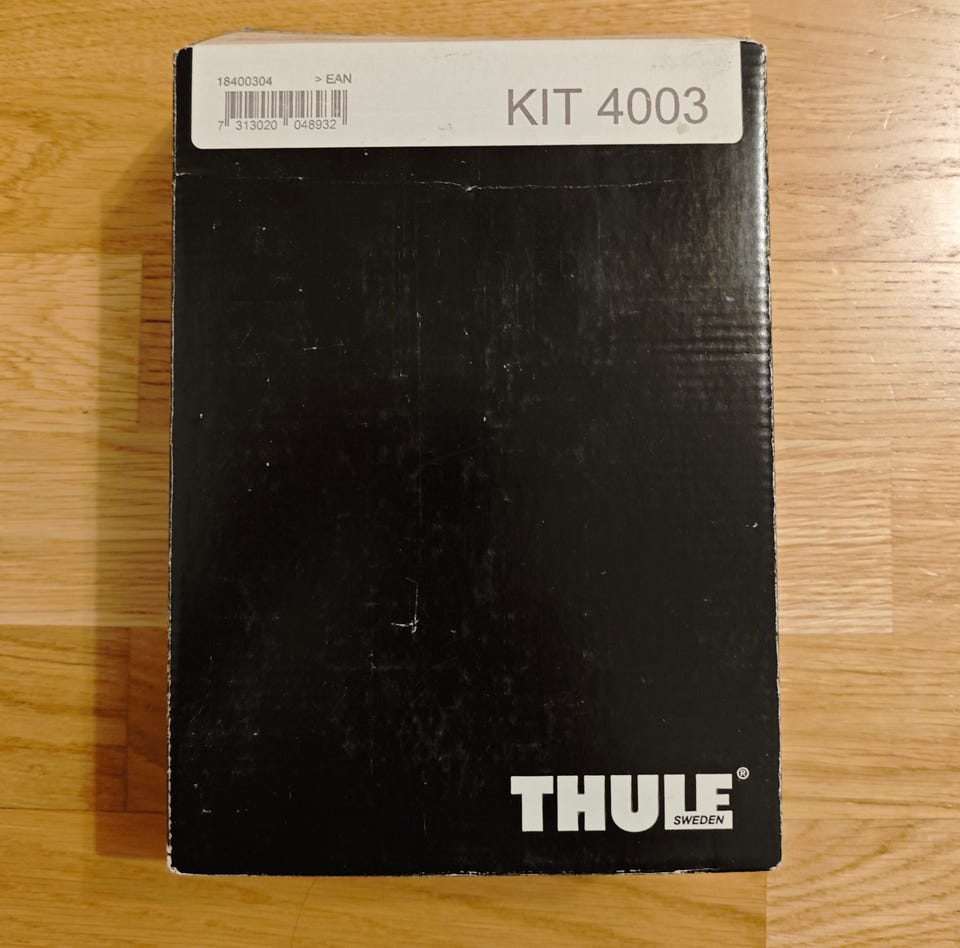 18400304 > EAN
KIT 4003
7 313020 048932
THULE®
SWEDEN